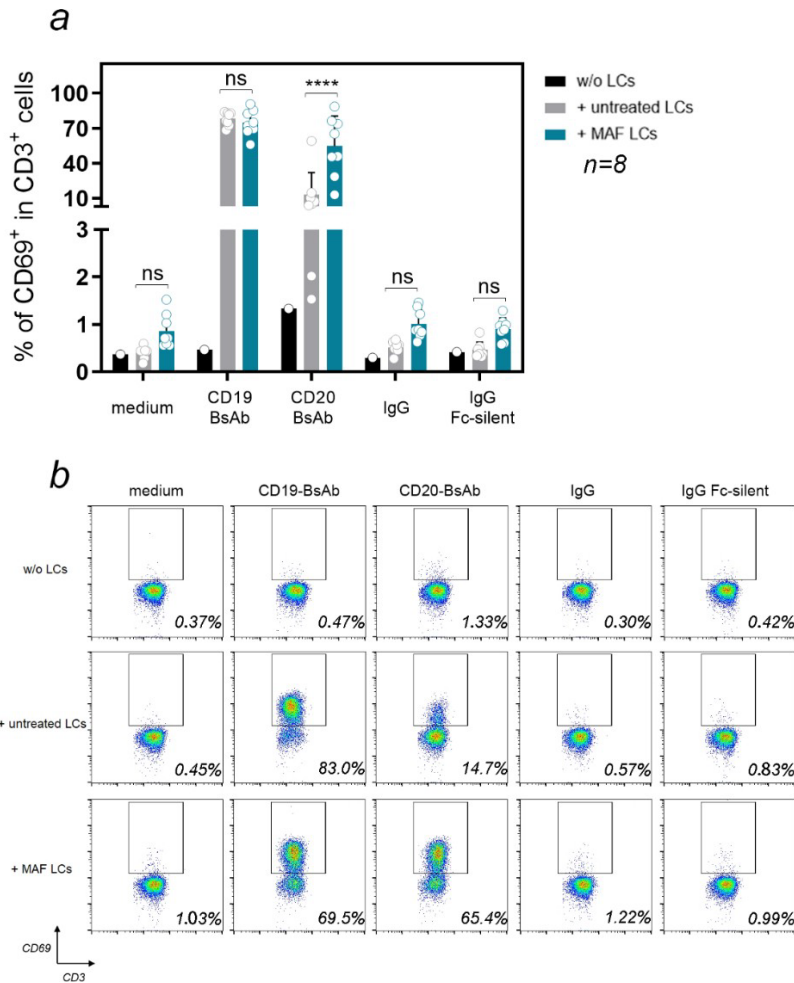 a
% of CD69+ in CD3+ cells
100
70
40
10
3
2
1
0
ns
ns
****
ns
ns
medium
CD19
BsAb
CD20
BsAb
IgG
IgG
Fc-silent
w/o LCs
+ untreated LCs
+ MAF LCs
n=8
b
medium
CD19-BsAb
CD20-BsAb
IgG
IgG Fc-silent
w/o LCs
0.37%
0.47%
1.33%
0.30%
0.42%
+ untreated LCs
0.45%
83.0%
14.7%
0.57%
0.83%
+ MAF LCs
1.03%
69.5%
65.4%
1.22%
0.99%
CD69
CD3